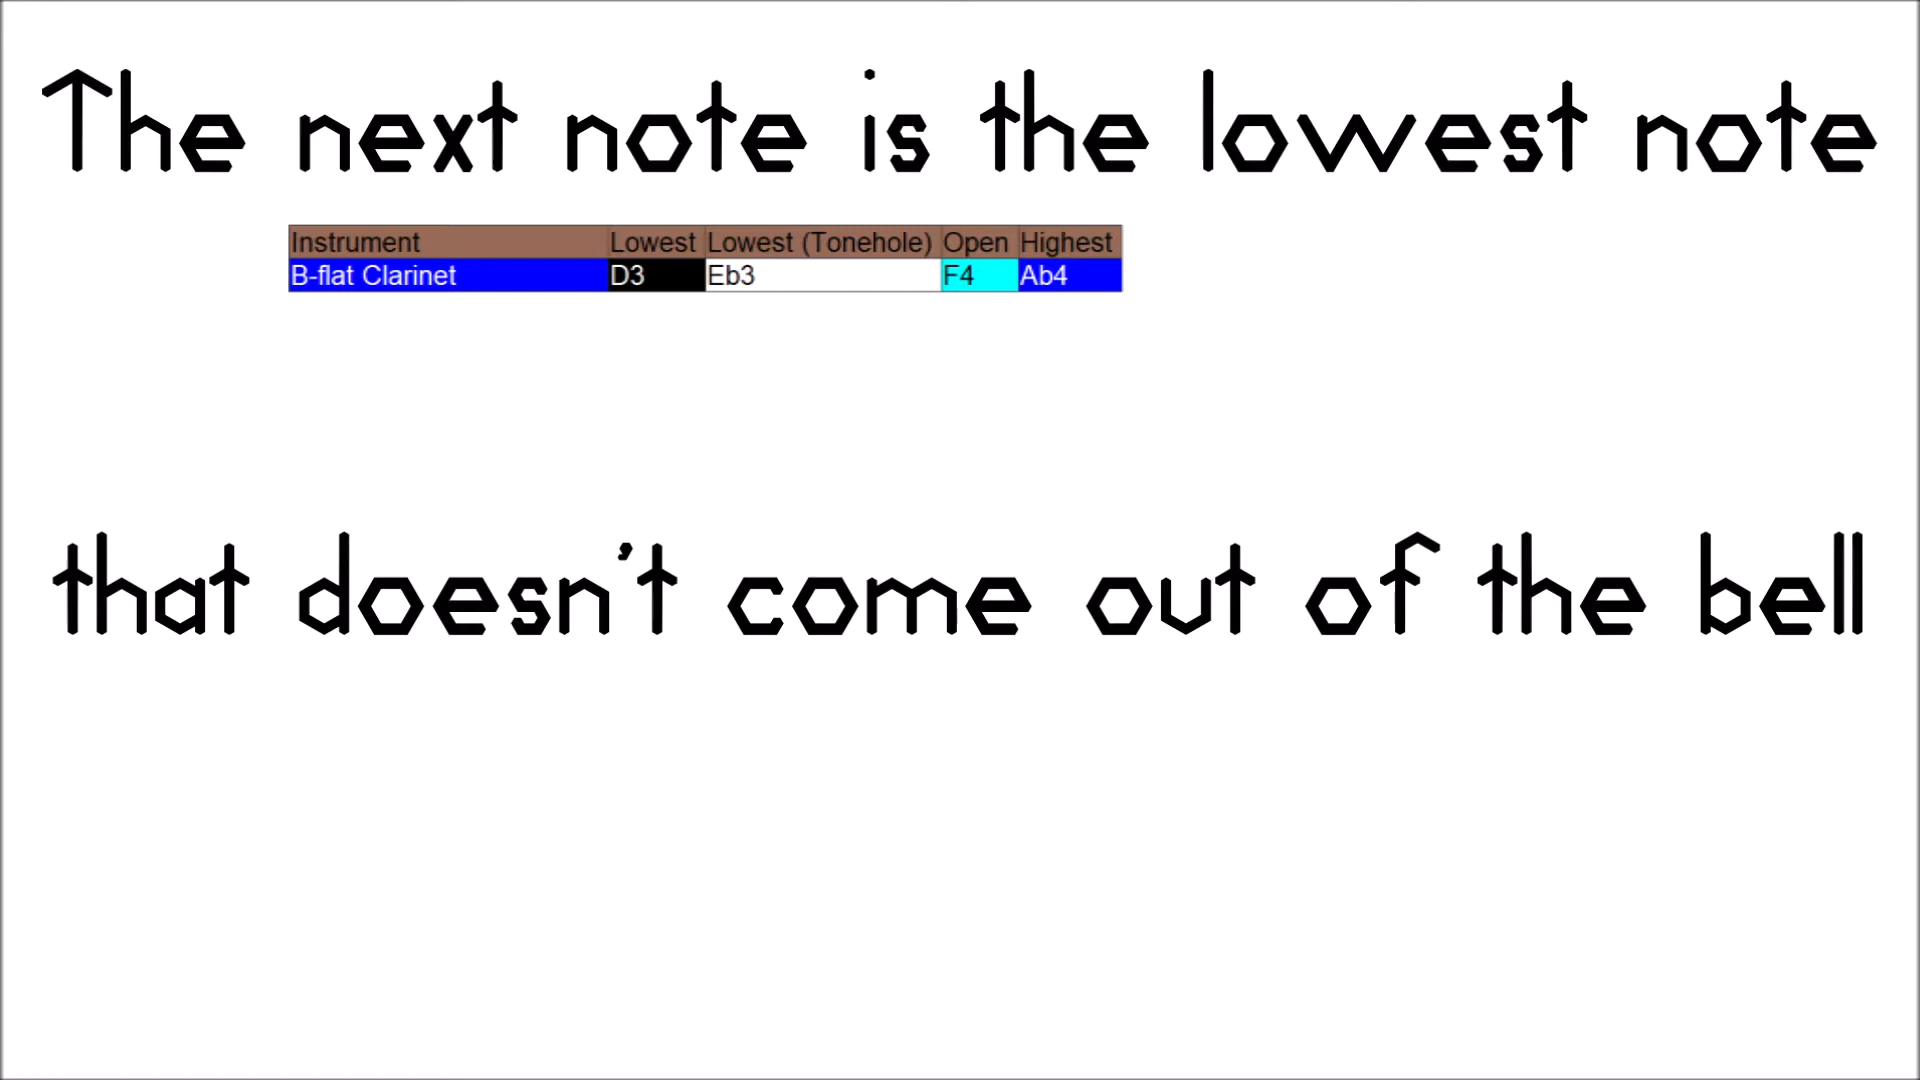 The next note is the lowest note
Instrument Lowest Lowest (Tonehole) Open Highest
B-flat Clarinet D3 Eb3 F4 Ab4
that doesn't come out of the bell